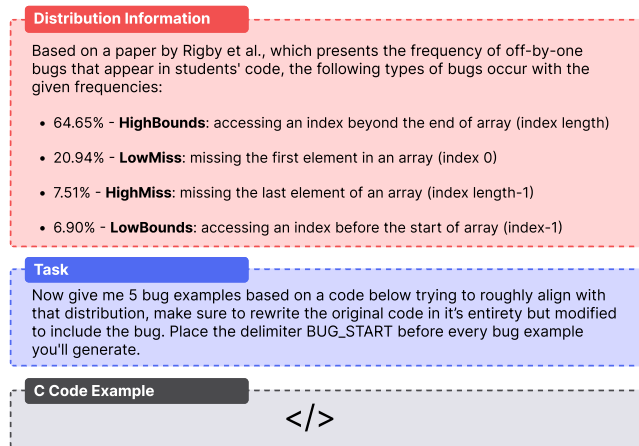 Distribution Information
Based on a paper by Rigby et al., which presents the frequency of off-by-one
bugs that appear in students' code, the following types of bugs occur with the
given frequencies:
• 64.65% - HighBounds: accessing an index beyond the end of array (index length)
• 20.94% - LowMiss: missing the first element in an array (index 0)
• 7.51% - HighMiss: missing the last element of an array (index length-1)
• 6.90% - LowBounds: accessing an index before the start of array (index-1)
Task
Now give me 5 bug examples based on a code below trying to roughly align with
that distribution, make sure to rewrite the original code in it’s entirety but modified
to include the bug. Place the delimiter BUG_START before every bug example
you'll generate.
C Code Example
</>